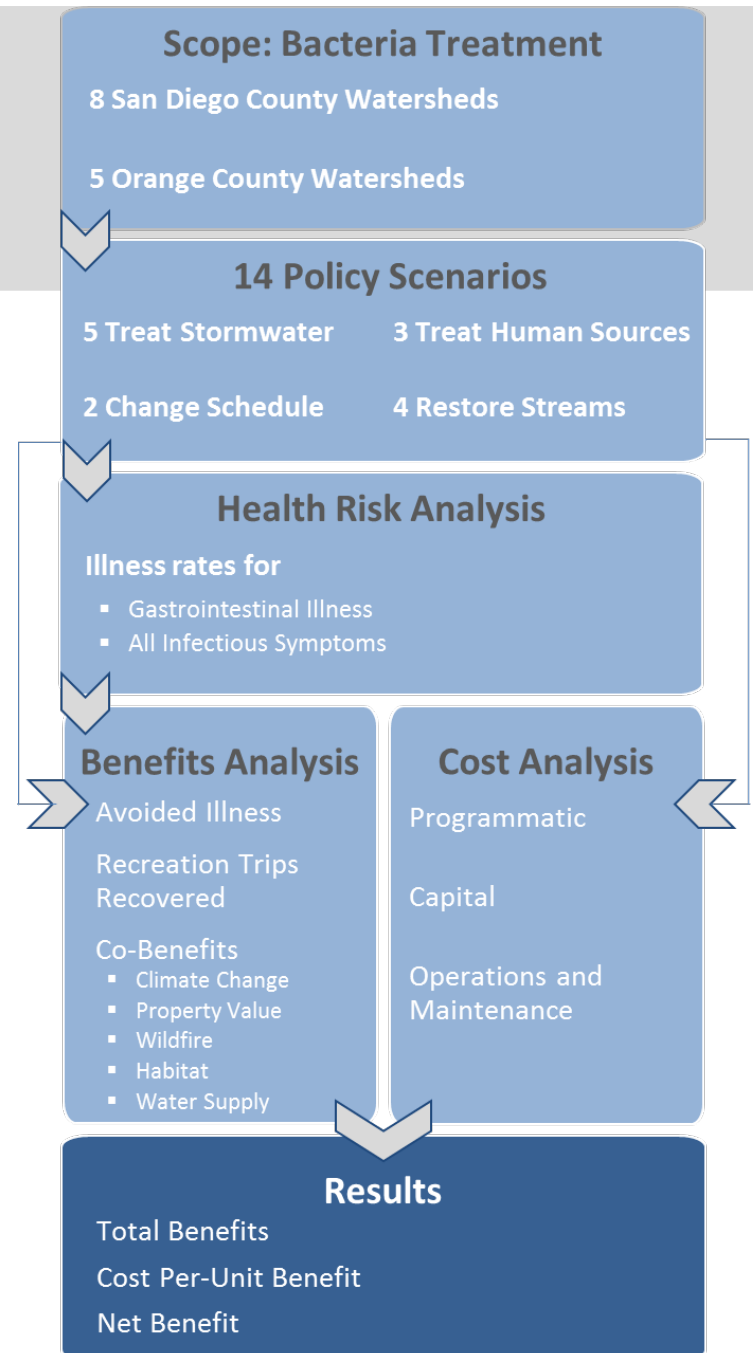 Scope: Bacteria Treatment
8 San Diego County Watersheds
5 Orange County Watersheds
14 Policy Scenarios
5 Treat Stormwater
3 Treat Human Sources
2 Change Schedule
4 Restore Streams
Health Risk Analysis
Illness rates for
▪ Gastrointestinal Illness
▪ All Infectious Symptoms
Benefits Analysis
Avoided Illness
Recreation Trips
Recovered
Co-Benefits
▪ Climate Change
▪ Property Value
▪ Wildfire
▪ Habitat
▪ Water Supply
Cost Analysis
Programmatic
Capital
Operations and
Maintenance
Results
Total Benefits
Cost Per-Unit Benefit
Net Benefit